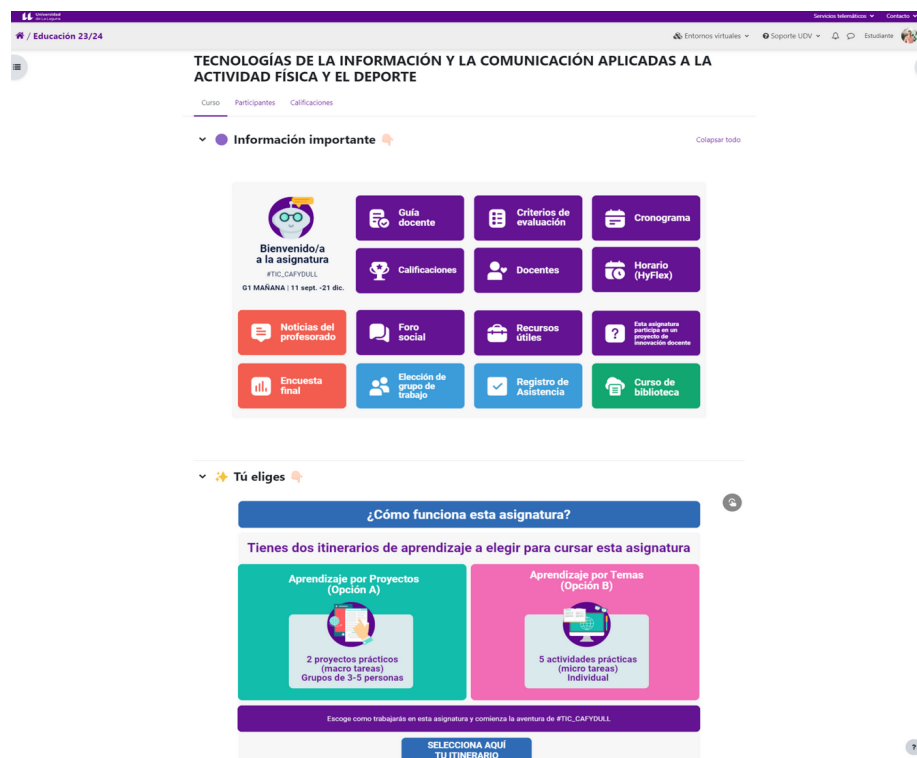 Universidad
de La Laguna
Servicios telemáticos
Contacto
/ Educación 23/24
Entornos virtuales
Soporte UDV
Estudiante
TECNOLOGÍAS DE LA INFORMACIÓN Y LA COMUNICACIÓN APLICADAS A LA
ACTIVIDAD FÍSICA Y EL DEPORTE
Curso
Participantes
Calificaciones
Información importante
Colapsar todo
Bienvenido/a
a la asignatura
#TIC_CAFYDULL
G1 MAÑANA | 11 sept. -21 dic.
Guía
docente
Criterios de
evaluación
Cronograma
Calificaciones
Docentes
Horario
(HyFlex)
Noticias del
profesorado
Foro
social
Recursos
útiles
Esta asignatura
participa en un
proyecto de
innovación docente
Encuesta
final
Elección de
grupo de
trabajo
Registro de
Asistencia
Curso de
biblioteca
Tú eliges
¿Cómo funciona esta asignatura?
Tienes dos itinerarios de aprendizaje a elegir para cursar esta asignatura
Aprendizaje por Proyectos
(Opción A)
2 proyectos prácticos
(macro tareas)
Grupos de 3-5 personas
Aprendizaje por Temas
(Opción B)
5 actividades prácticas
(micro tareas)
Individual
Escoge como trabajarás en esta asignatura y comienza la aventura de #TIC_CAFYDULL
SELECCIONA AQUÍ
TU ITINERARIO
?